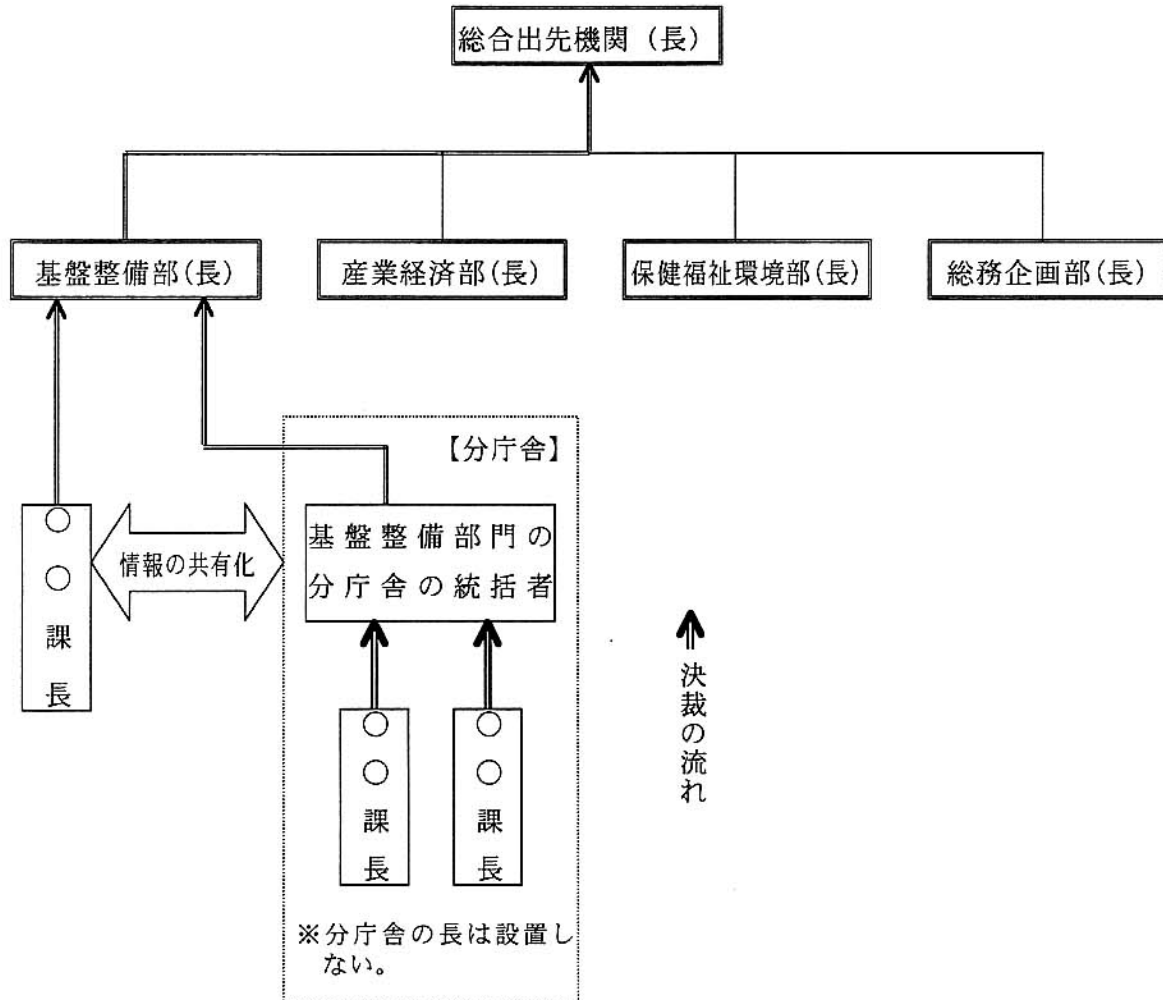 総合出先機関（長）
基盤整備部(長)
産業経済部(長)
保健福祉環境部(長)
総務企画部(長)
【分庁舎】
○○課長
情報の共有化
基盤整備部門の
分庁舎の統括者
決裁の流れ
○○課長
○○課長
※分庁舎の長は設置し
ない。